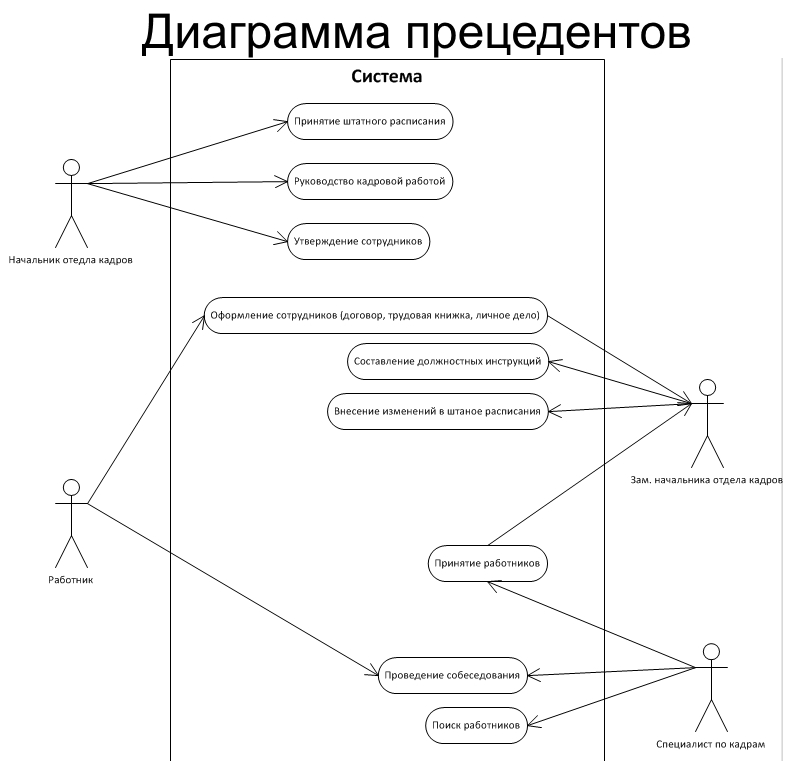 Диаграмма прецедентов
Система
Принятие штатного расписания
Руководство кадровой работой
Утверждение сотрудников
Начальник отедла кадров
Оформление сотрудников (договор, трудовая книжка, личное дело)
Составление должностных инструкций
Внесение изменений в штаное расписания
Зам. начальника отдела кадров
Работник
Принятие работников
Проведение собеседования
Поиск работников
Специалист по кадрам